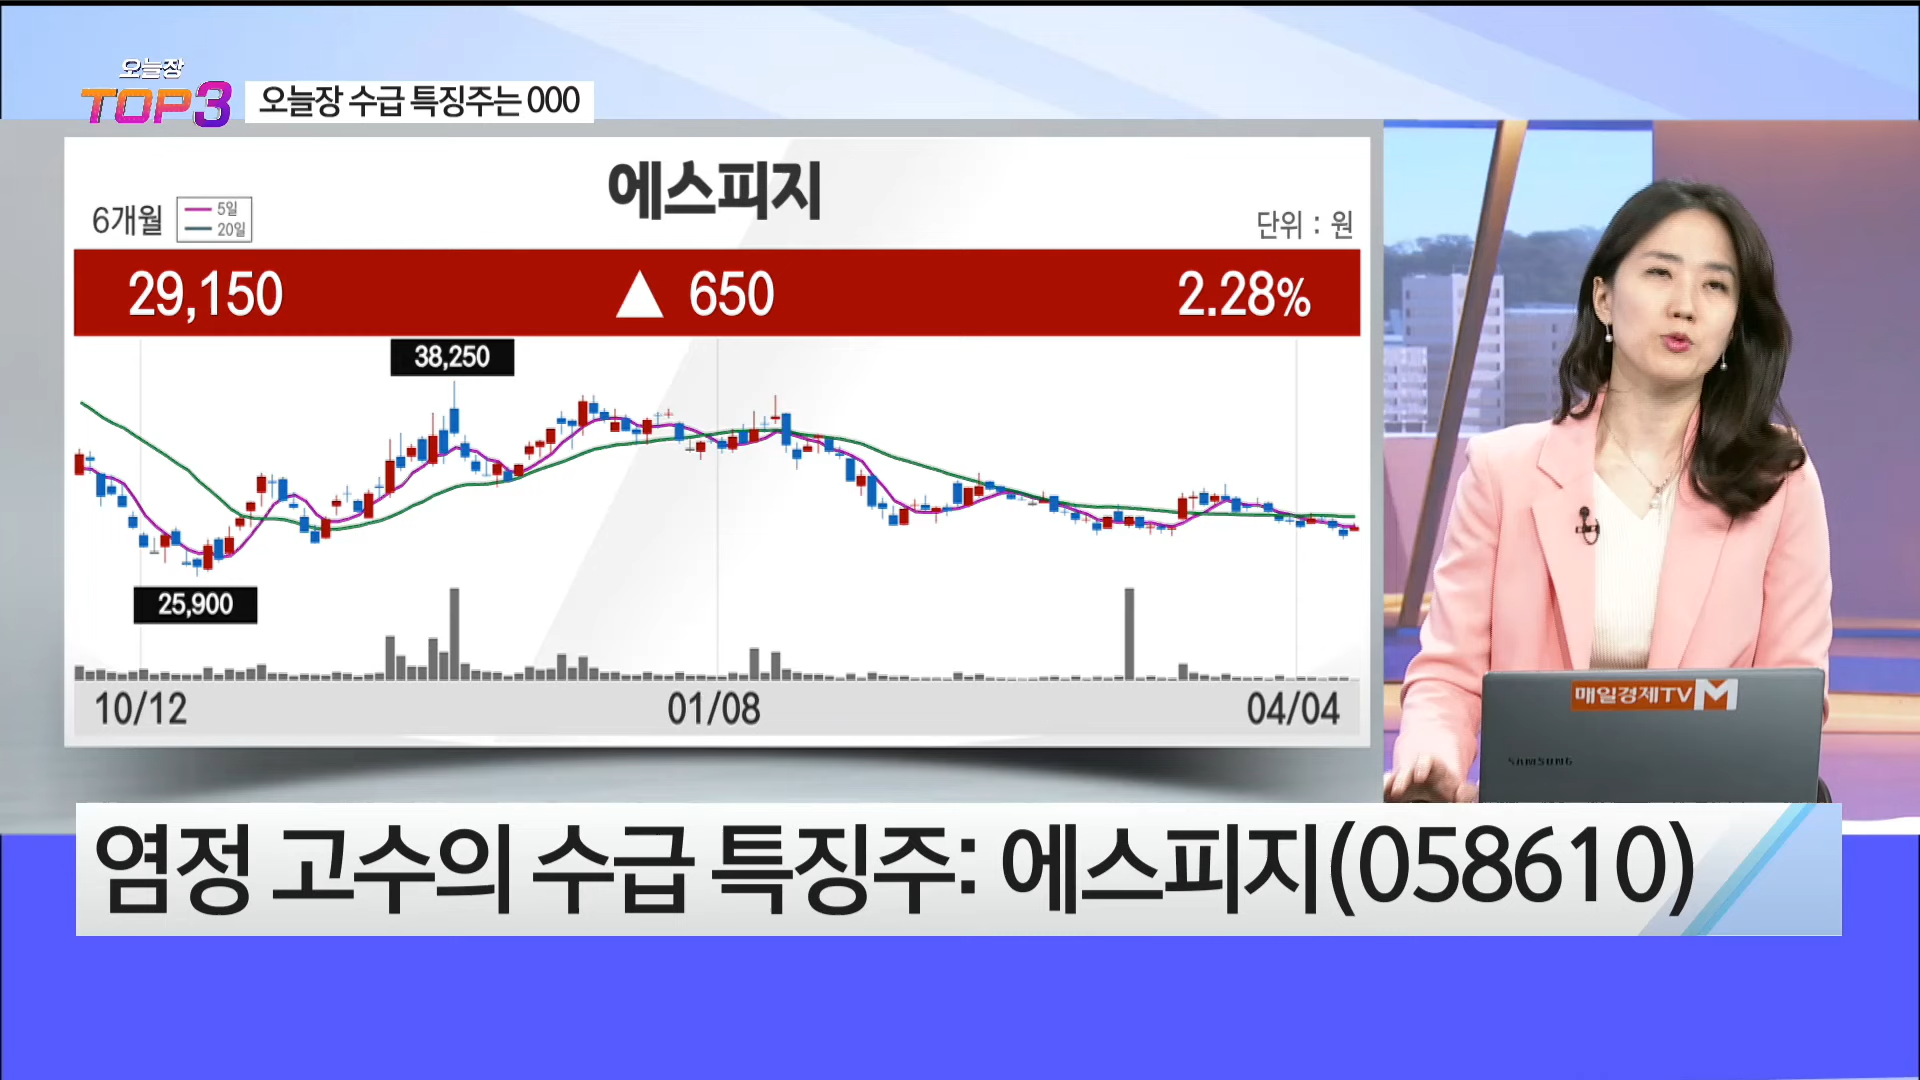 오늘장
TOP3
오늘장 수급 특징주는 OOO
에스피지
6개월
5일
20일
단위 : 원
29,150 ▲ 650 2.28%
38,250
25,900
10/12 01/08 04/04
매일경제TV M
SAMSUNG
염정 고수의 수급 특징주: 에스피지(058610)